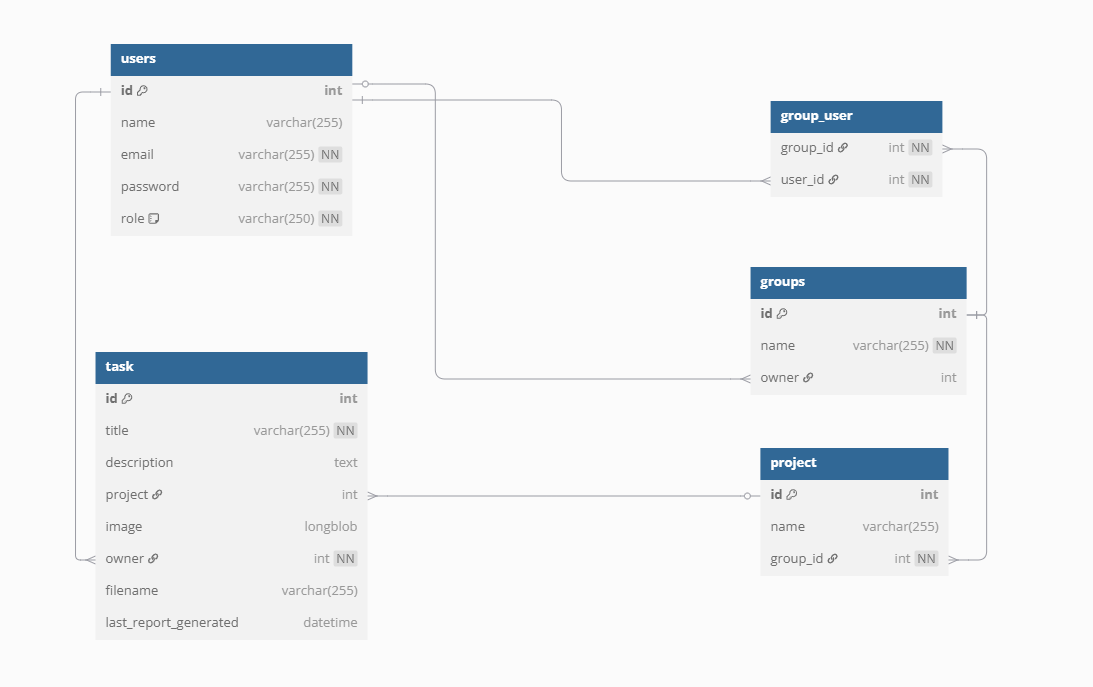 users
id int
name varchar(255)
email varchar(255) NN
password varchar(255) NN
role varchar(250) NN
group_user
group_id int NN
user_id int NN
groups
id int
name varchar(255) NN
owner int
task
id int
title varchar(255) NN
description text
project int
image longblob
owner int NN
filename varchar(255)
last_report_generated datetime
project
id int
name varchar(255)
group_id int NN